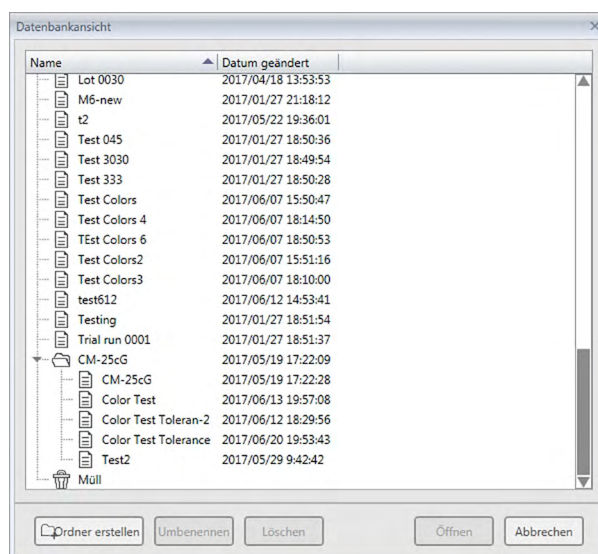 Datenbankansicht
Name Datum geändert
Lot 0030 2017/04/18 13:53:53
M6-new 2017/01/27 21:18:12
t2 2017/05/22 19:36:01
Test 045 2017/01/27 18:50:36
Test 3030 2017/01/27 18:49:54
Test 333 2017/01/27 18:50:28
Test Colors 2017/06/07 15:50:47
Test Colors 4 2017/06/07 18:14:50
TEst Colors 6 2017/06/07 18:50:53
Test Colors2 2017/06/07 15:51:16
Test Colors3 2017/06/07 18:10:00
test612 2017/06/12 14:53:41
Testing 2017/01/27 18:51:54
Trial run 0001 2017/01/27 18:51:37
CM-25cG 2017/05/19 17:22:09
CM-25cG 2017/05/19 17:22:28
Color Test 2017/06/13 19:57:08
Color Test Toleran-2 2017/06/12 18:29:56
Color Test Tolerance 2017/06/20 19:53:43
Test2 2017/05/29 9:42:42
Müll
Ordner erstellen Umbenennen Löschen Öffnen Abbrechen